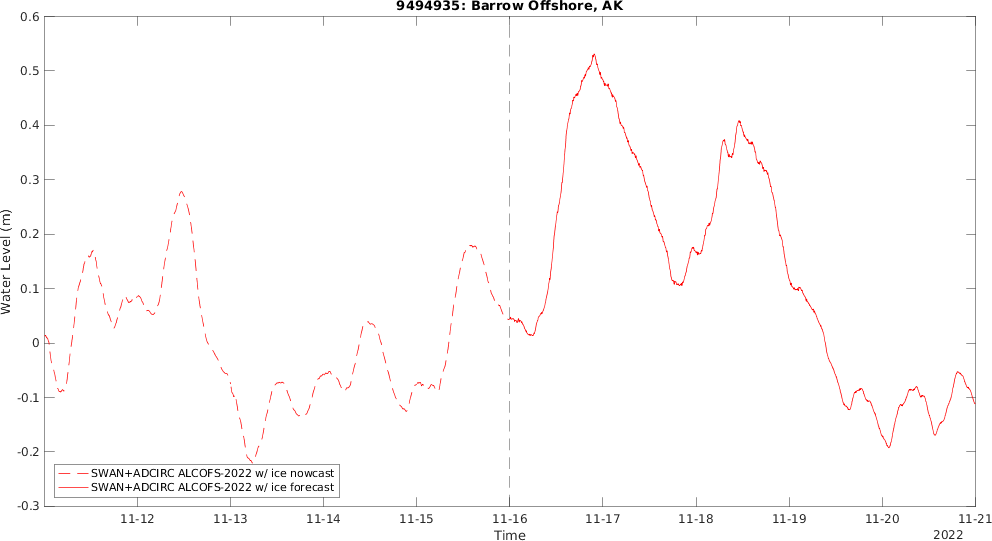 9494935: Barrow Offshore, AK
0.6
0.5
0.4
0.3
0.2
0.1
0
-0.1
-0.2
-0.3
Water Level (m)
SWAN+ADCIRC ALCOFS-2022 w/ ice nowcast
SWAN+ADCIRC ALCOFS-2022 w/ ice forecast
11-12 11-13 11-14 11-15 11-16 11-17 11-18 11-19 11-20 11-21
Time
2022